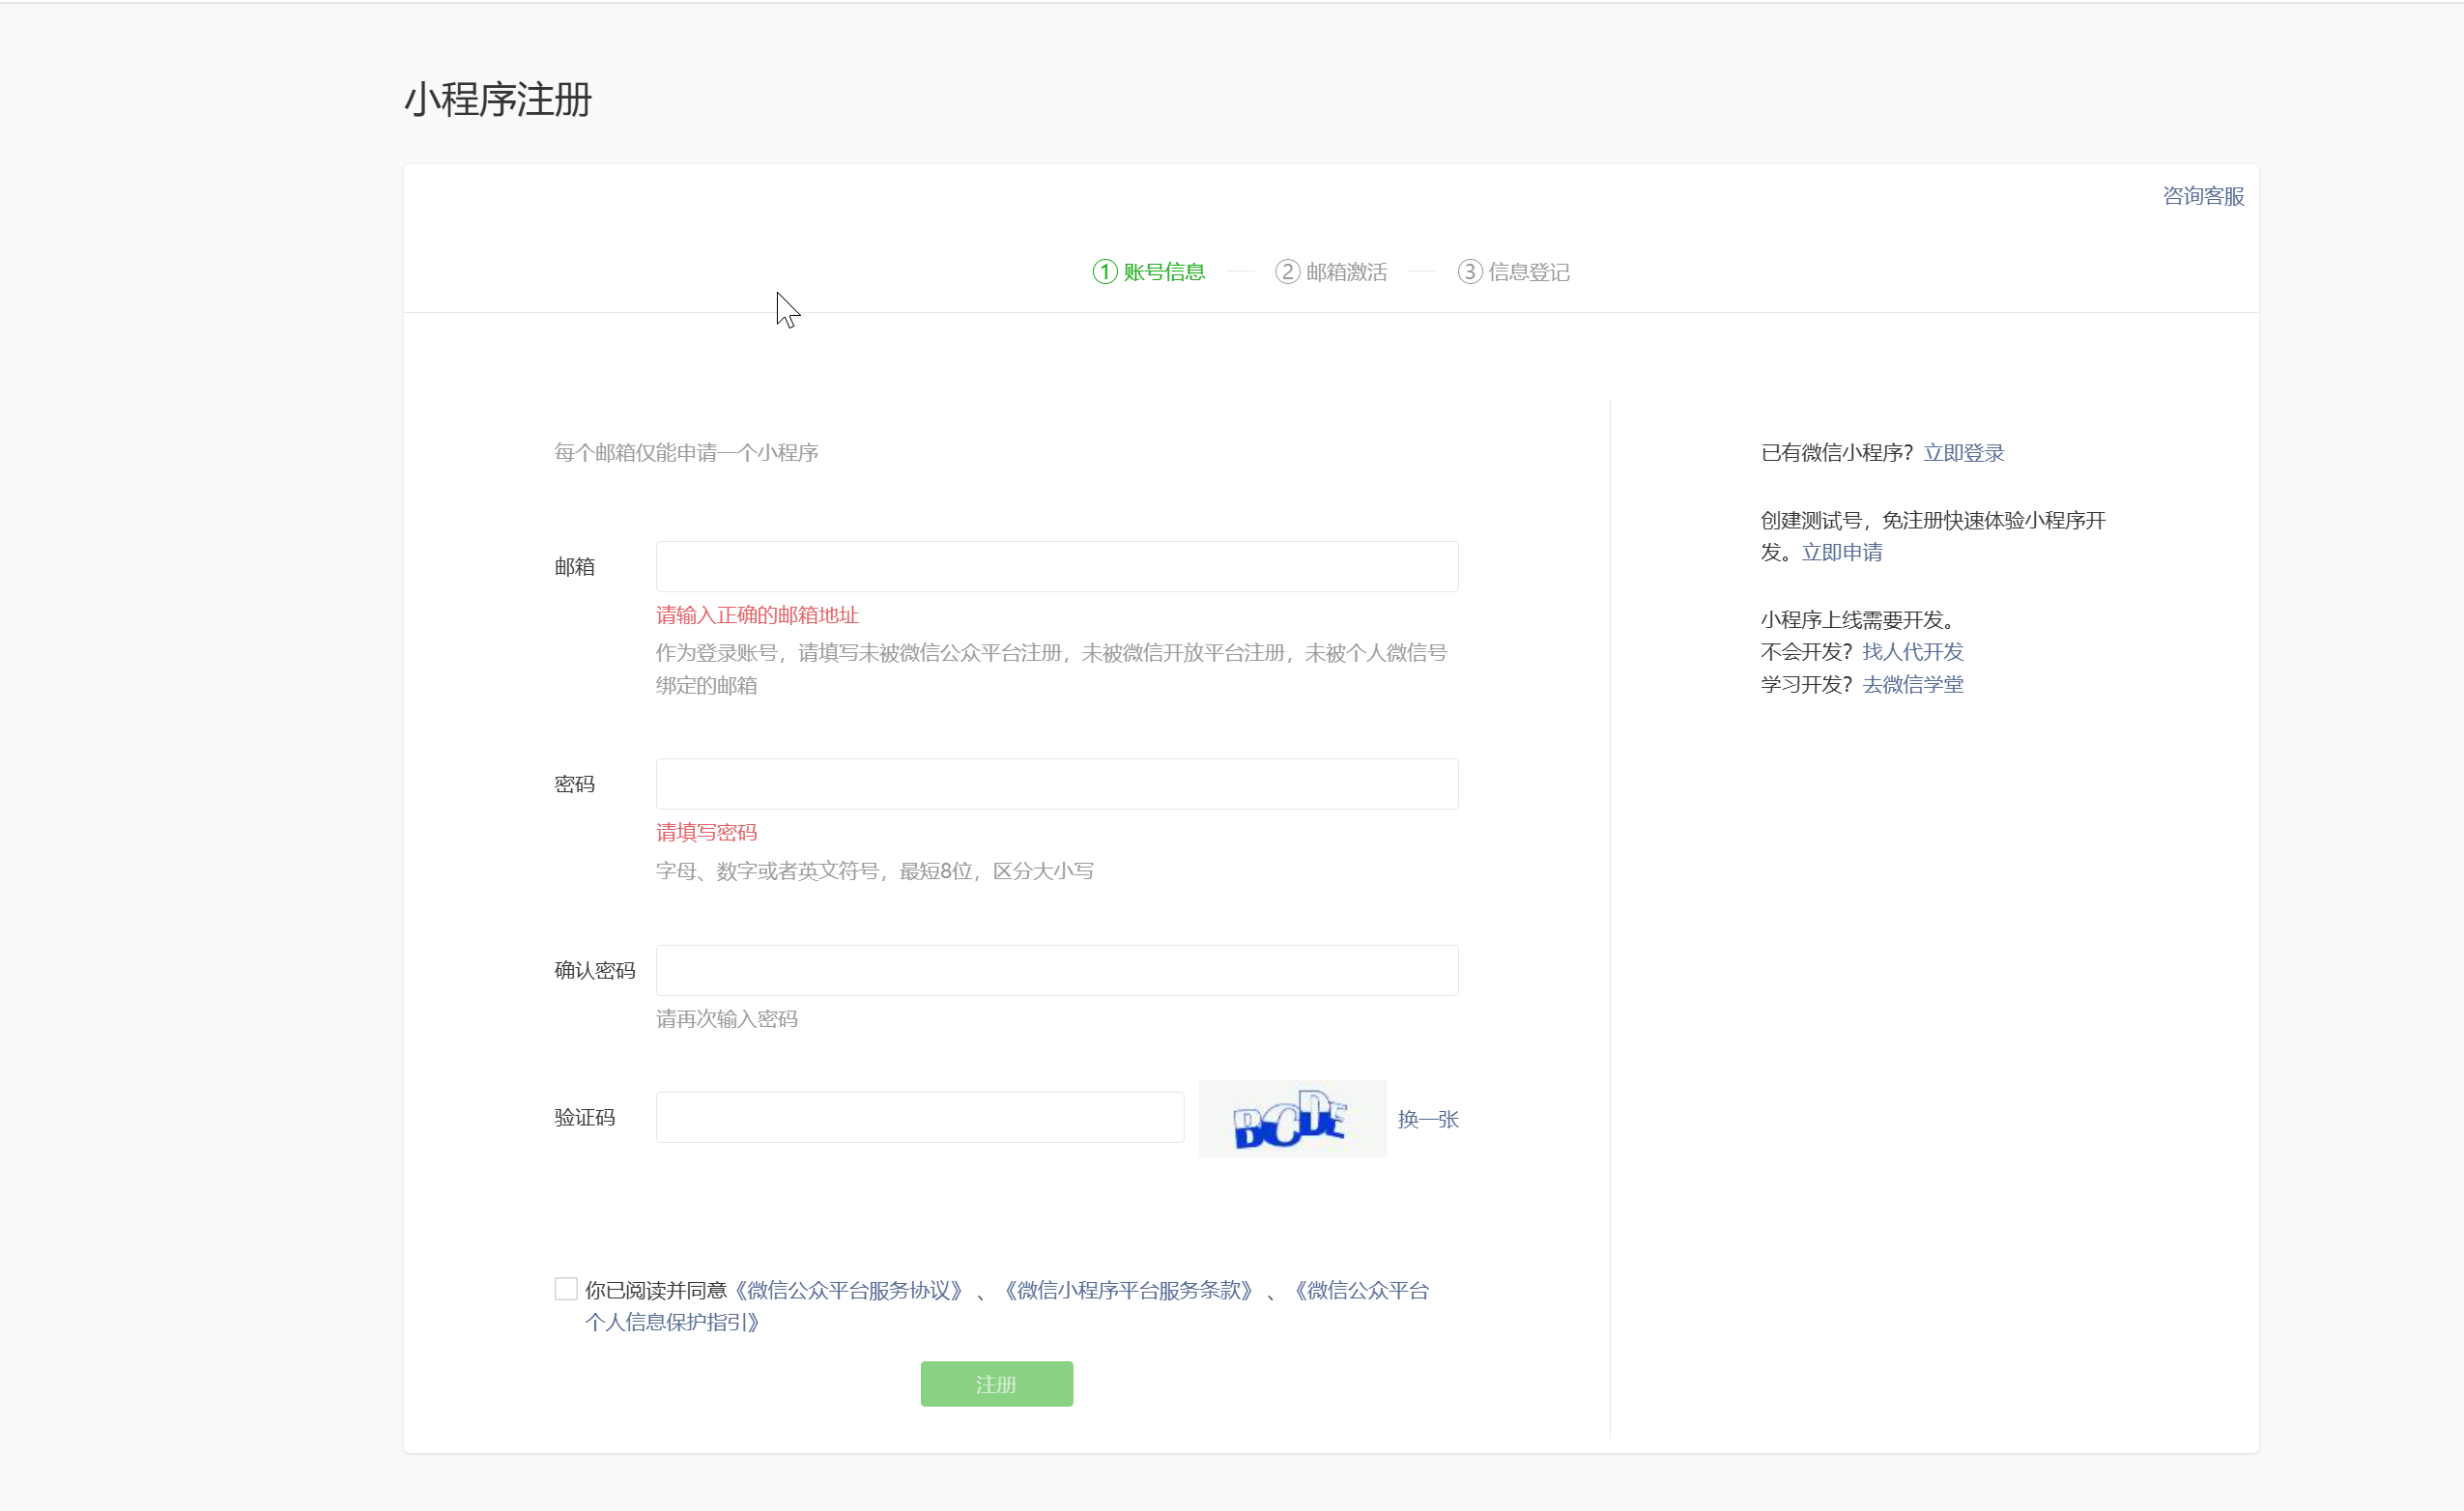 小程序注册
咨询客服
1 账号信息
2 邮箱激活
3 信息登记
每个邮箱仅能申请一个小程序
邮箱
请输入正确的邮箱地址
作为登录账号，请填写未被微信公众平台注册，未被微信开放平台注册，未被个人微信号
绑定的邮箱
密码
请填写密码
字母、数字或者英文符号，最短8位，区分大小写
确认密码
请再次输入密码
验证码
BCDE
换一张
你已阅读并同意《微信公众平台服务协议》、《微信小程序平台服务条款》、《微信公众平台
个人信息保护指引》
注册
已有微信小程序？立即登录
创建测试号，免注册快速体验小程序开
发。立即申请
小程序上线需要开发。
不会开发？找人代开发
学习开发？去微信学堂